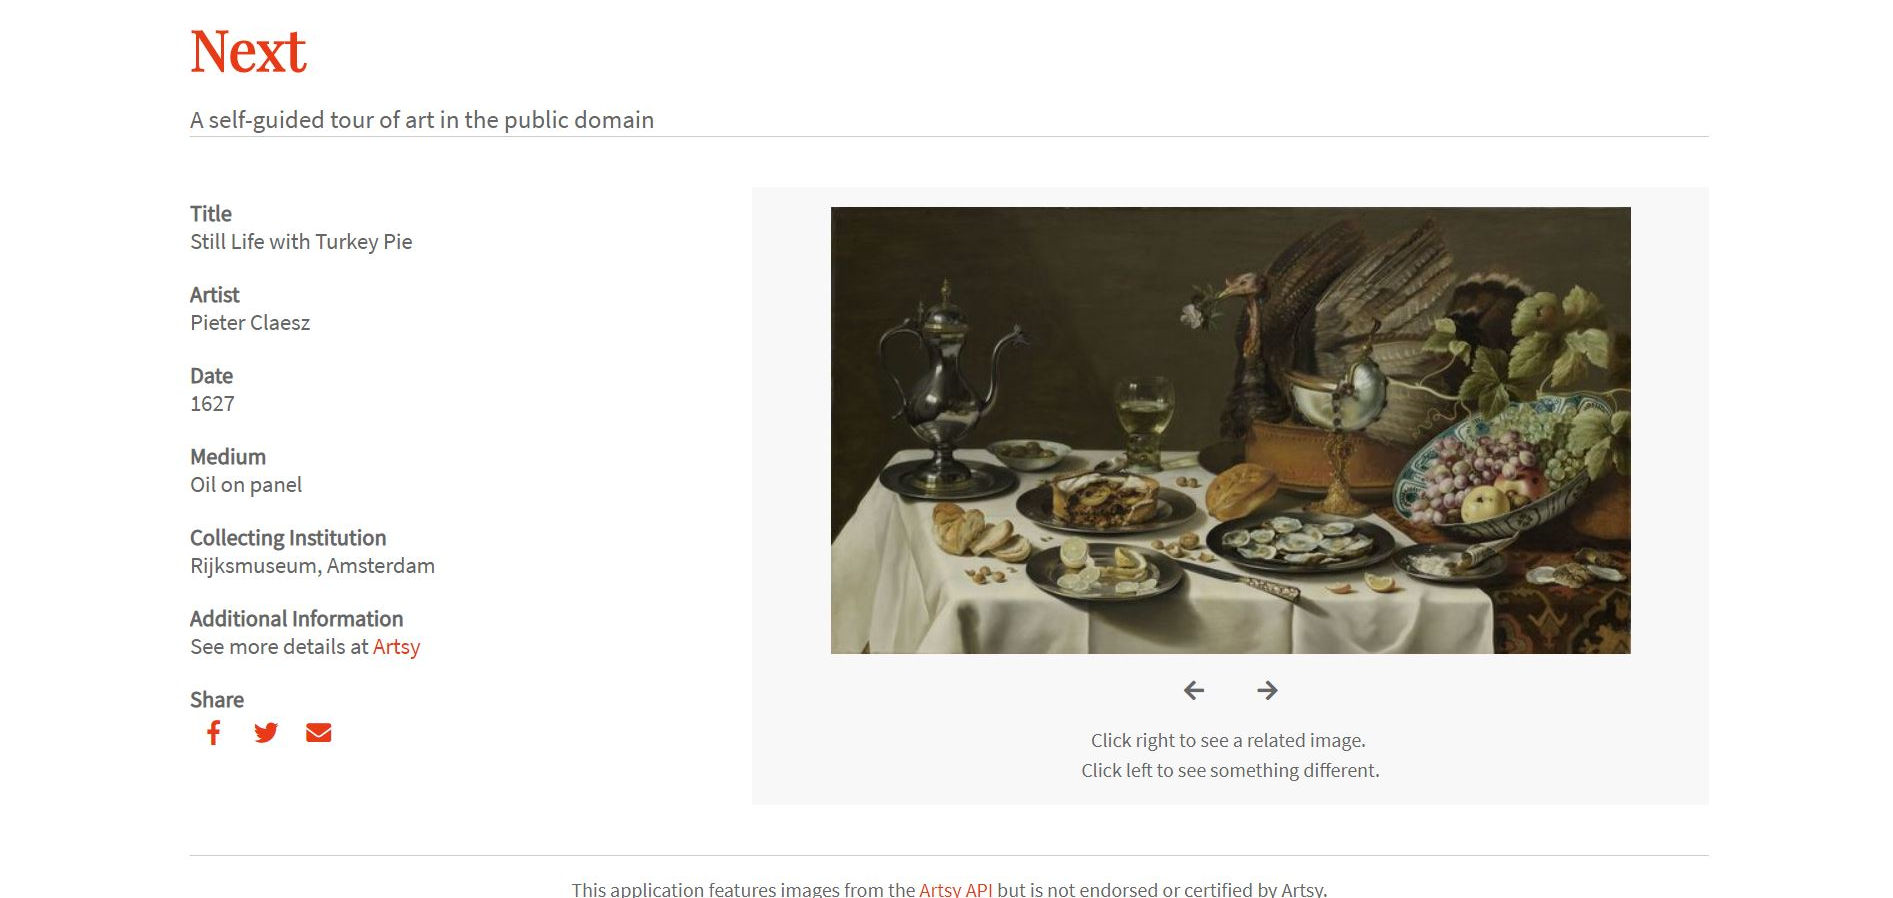 Next
A self-guided tour of art in the public domain
Title
Still Life with Turkey Pie
Artist
Pieter Claesz
Date
1627
Medium
Oil on panel
Collecting Institution
Rijksmuseum, Amsterdam
Additional Information
See more details at Artsy
Share
Click right to see a related image.
Click left to see something different.
This application features images from the Artsy API but is not endorsed or certified by Artsy.